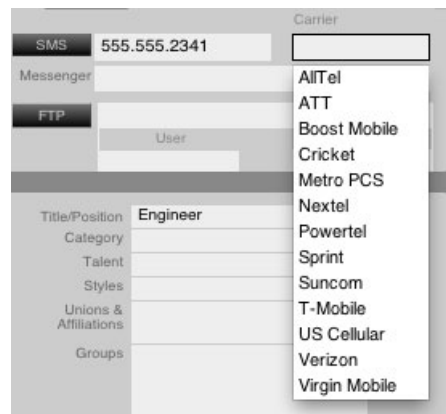 Carrier
SMS 555.555.2341
Messenger
FTP
User
Title/Position Engineer
Category
Talent
Styles
Unions &
Affiliations
Groups
AllTel
ATT
Boost Mobile
Cricket
Metro PCS
Nextel
Powertel
Sprint
Suncom
T-Mobile
US Cellular
Verizon
Virgin Mobile